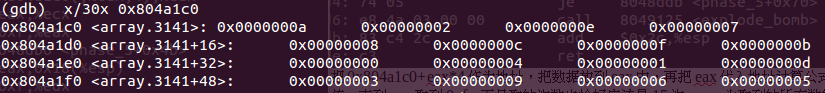 (gdb) x/30x 0x804a1c0
0x804a1c0 <array.3141>: 0x0000000a 0x00000002 0x0000000e 0x00000007
0x804a1d0 <array.3141+16>: 0x00000008 0x0000000c 0x0000000f 0x0000000b
0x804a1e0 <array.3141+32>: 0x00000000 0x00000004 0x00000001 0x0000000d
0x804a1f0 <array.3141+48>: 0x00000003 0x00000009 0x00000006 0x00000005